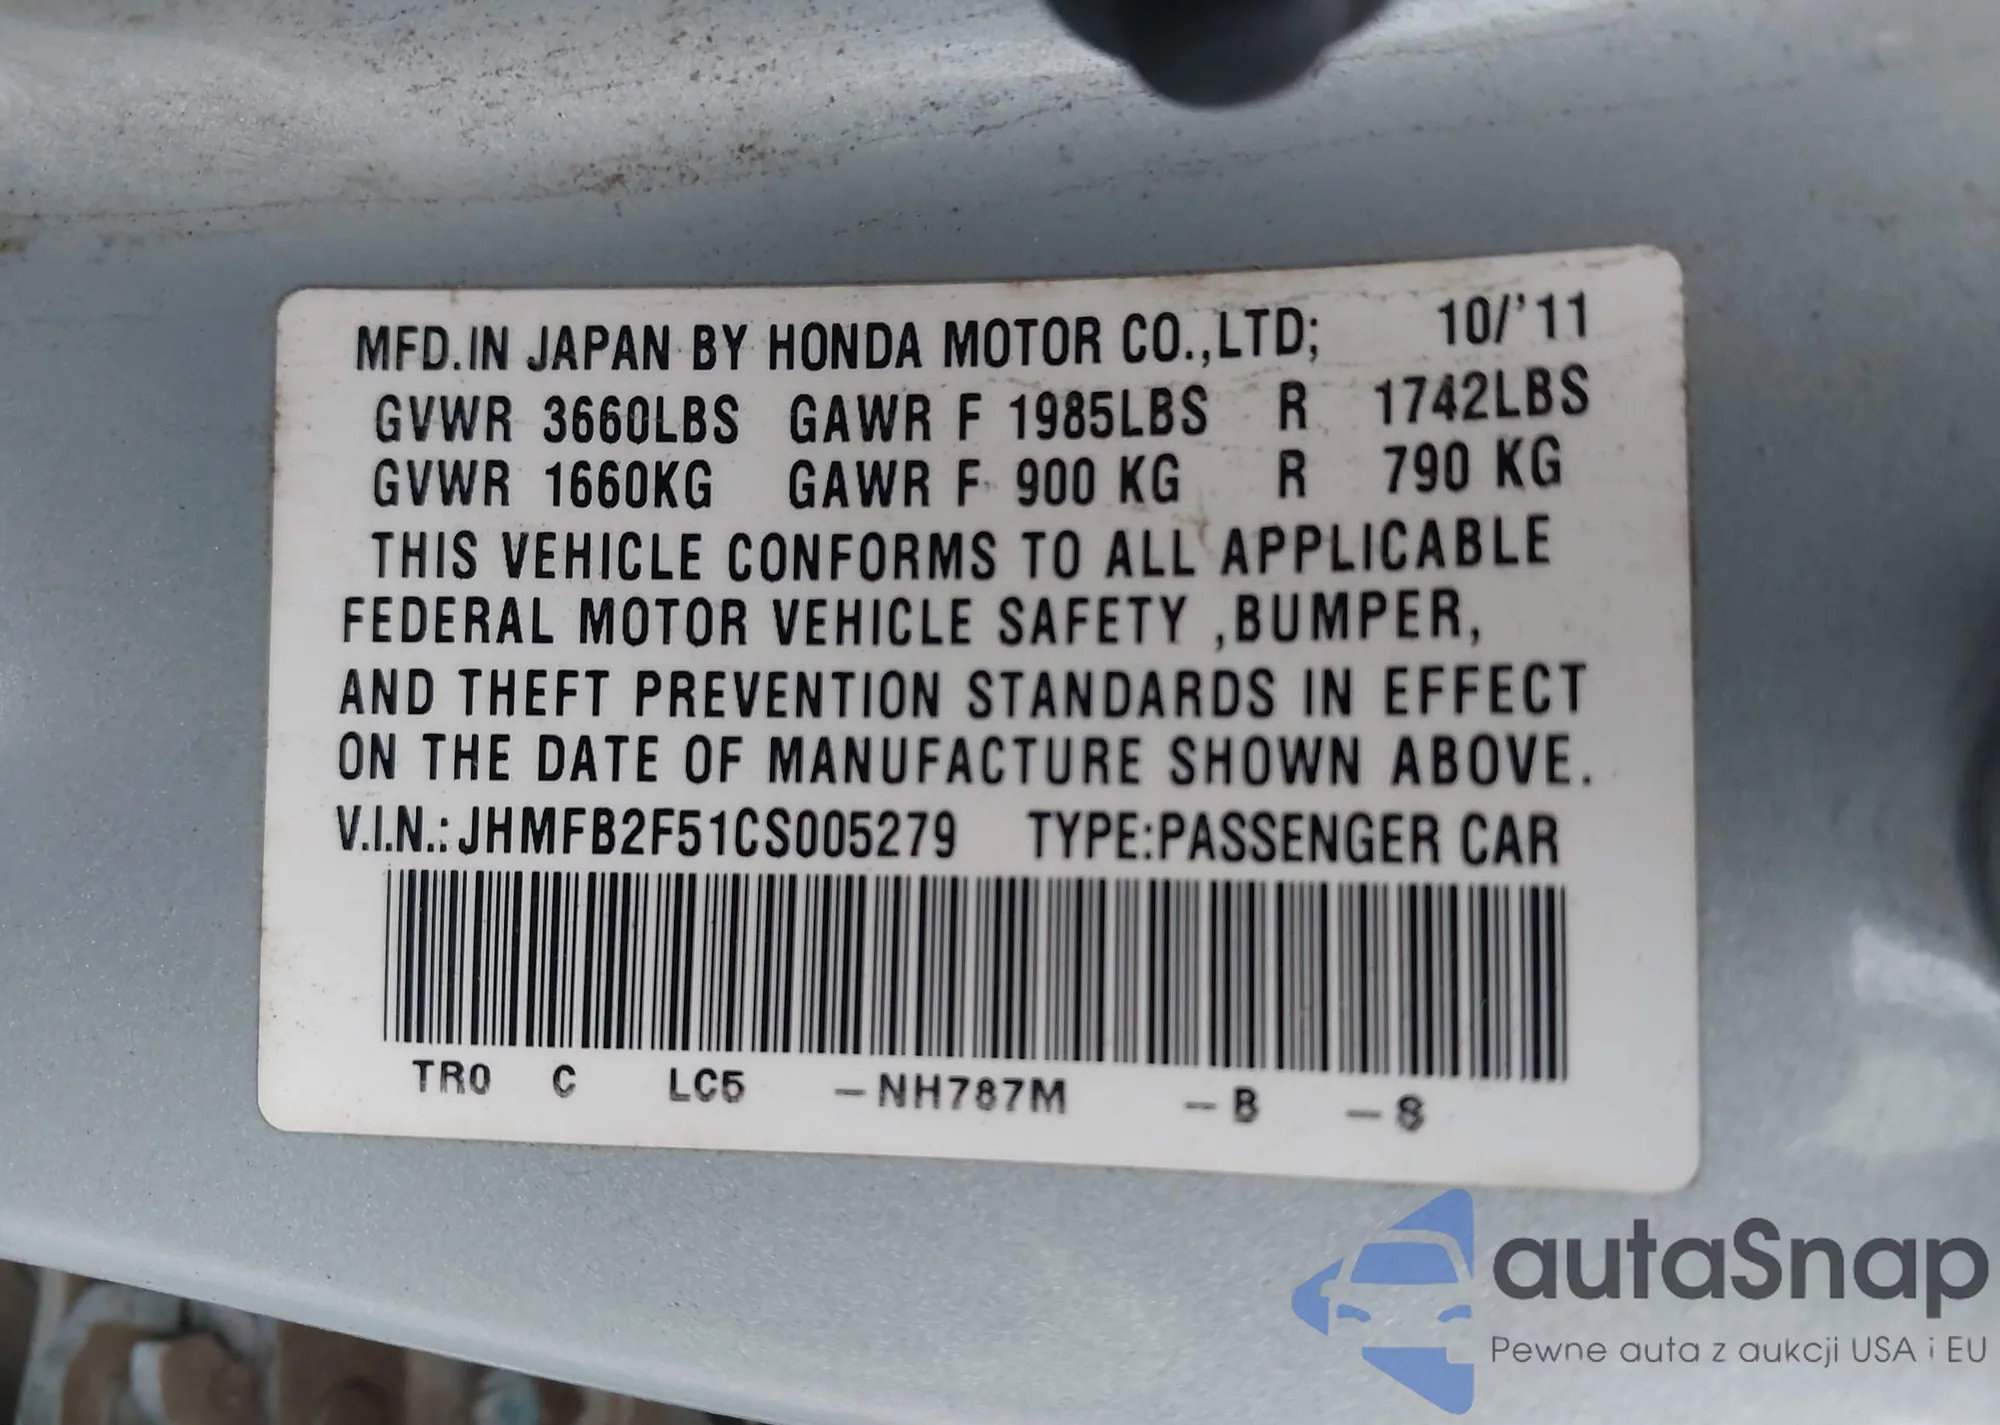 MFD.IN JAPAN BY HONDA MOTOR CO.,LTD; 10/'11
GVWR 3660LBS GAWR F 1985LBS R 1742LBS
GVWR 1660KG GAWR F 900 KG R 790 KG
THIS VEHICLE CONFORMS TO ALL APPLICABLE
FEDERAL MOTOR VEHICLE SAFETY ,BUMPER,
AND THEFT PREVENTION STANDARDS IN EFFECT
ON THE DATE OF MANUFACTURE SHOWN ABOVE.
V.I.N.:JHMFB2F51CS005279 TYPE:PASSENGER CAR
TR0 C LC5 -NH787M -B -8
autaSnap
Pewne auta z aukcji USA i EU